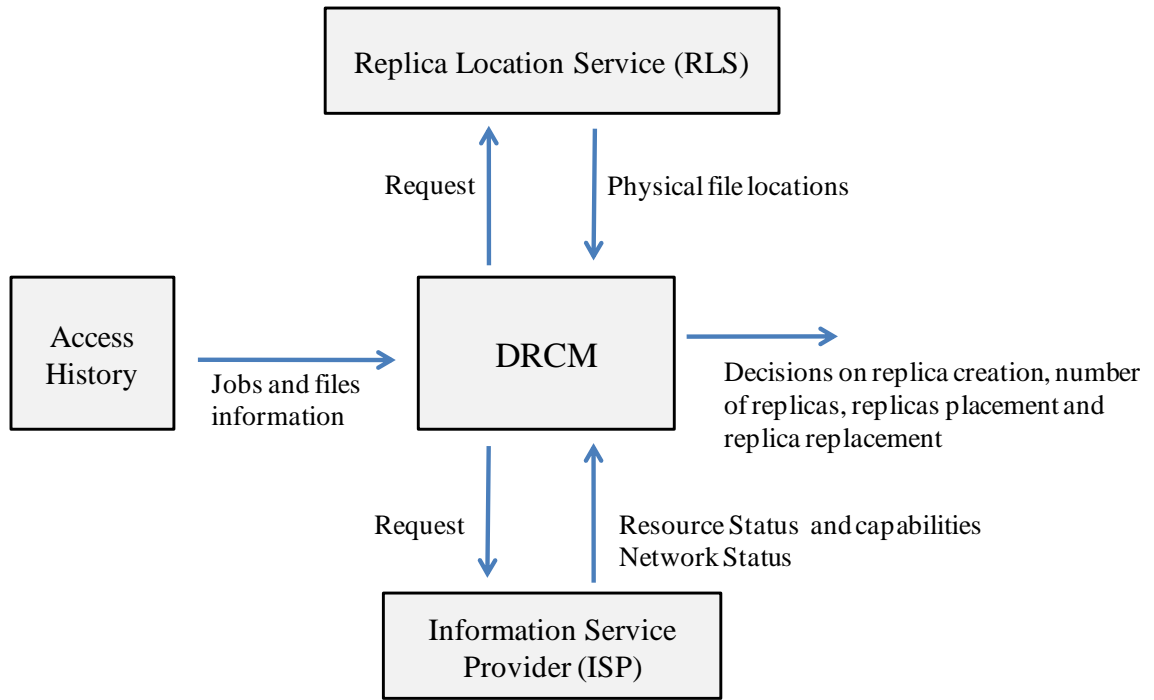 Replica Location Service (RLS)
Request
Physical file locations
Access
History
Jobs and files
information
DRCM
Decisions on replica creation, number
of replicas, replicas placement and
replica replacement
Request
Resource Status and capabilities
Network Status
Information Service
Provider (ISP)